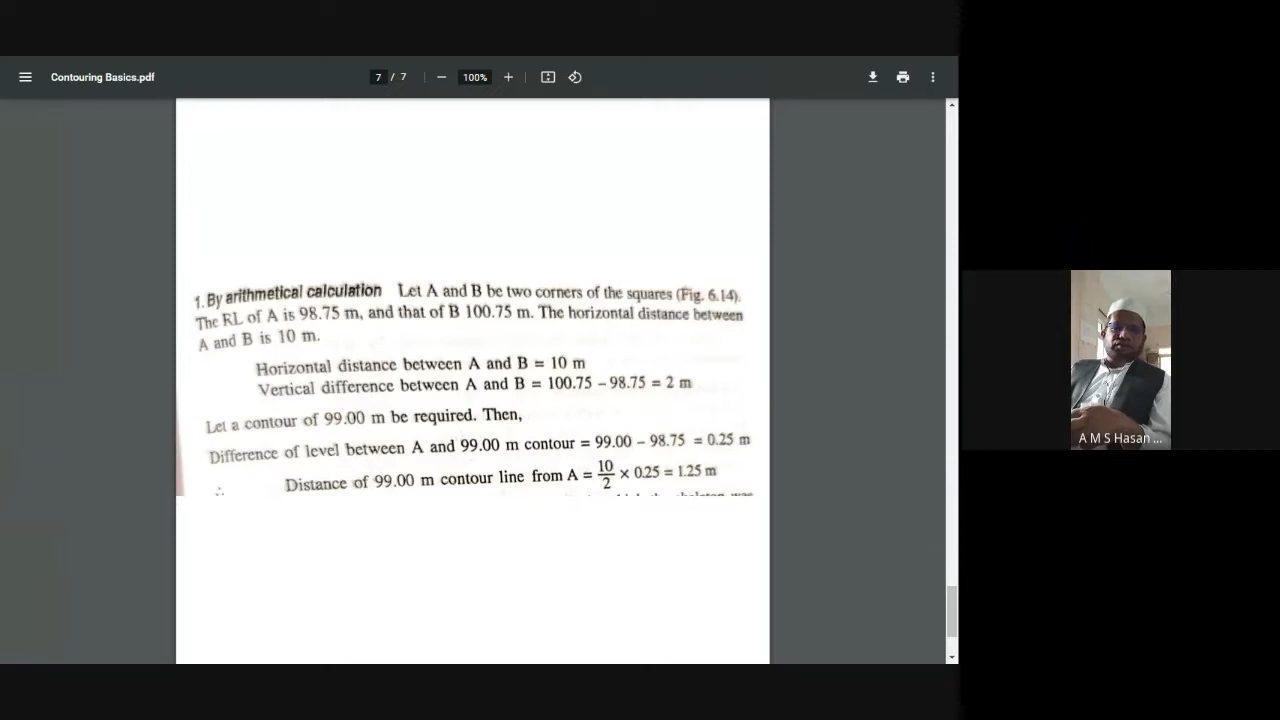 Contouring Basics.pdf
7 / 7
100%
1. By arithmetical calculation Let A and B be two corners of the squares (Fig. 6.14).
The RL of A is 98.75 m, and that of B 100.75 m. The horizontal distance between
A and B is 10 m.
Horizontal distance between A and B = 10 m
Vertical difference between A and B = 100.75 – 98.75 = 2 m
Let a contour of 99.00 m be required. Then,
Difference of level between A and 99.00 m contour = 99.00 – 98.75 = 0.25 m
∴ Distance of 99.00 m contour line from A = 10/2 × 0.25 = 1.25 m
A M S Hasan ...